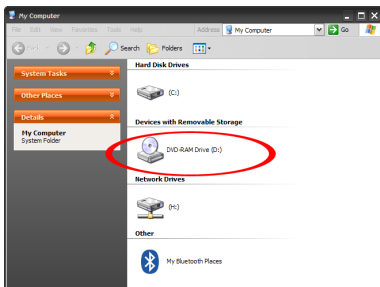 My Computer
File Edit View Favorites Tools Help
Address My Computer Go
Back Search Folders
System Tasks
Other Places
Details
My Computer
System Folder
Hard Disk Drives
(C:)
Devices with Removable Storage
DVD-RAM Drive (D:)
Network Drives
(H:)
Other
My Bluetooth Places